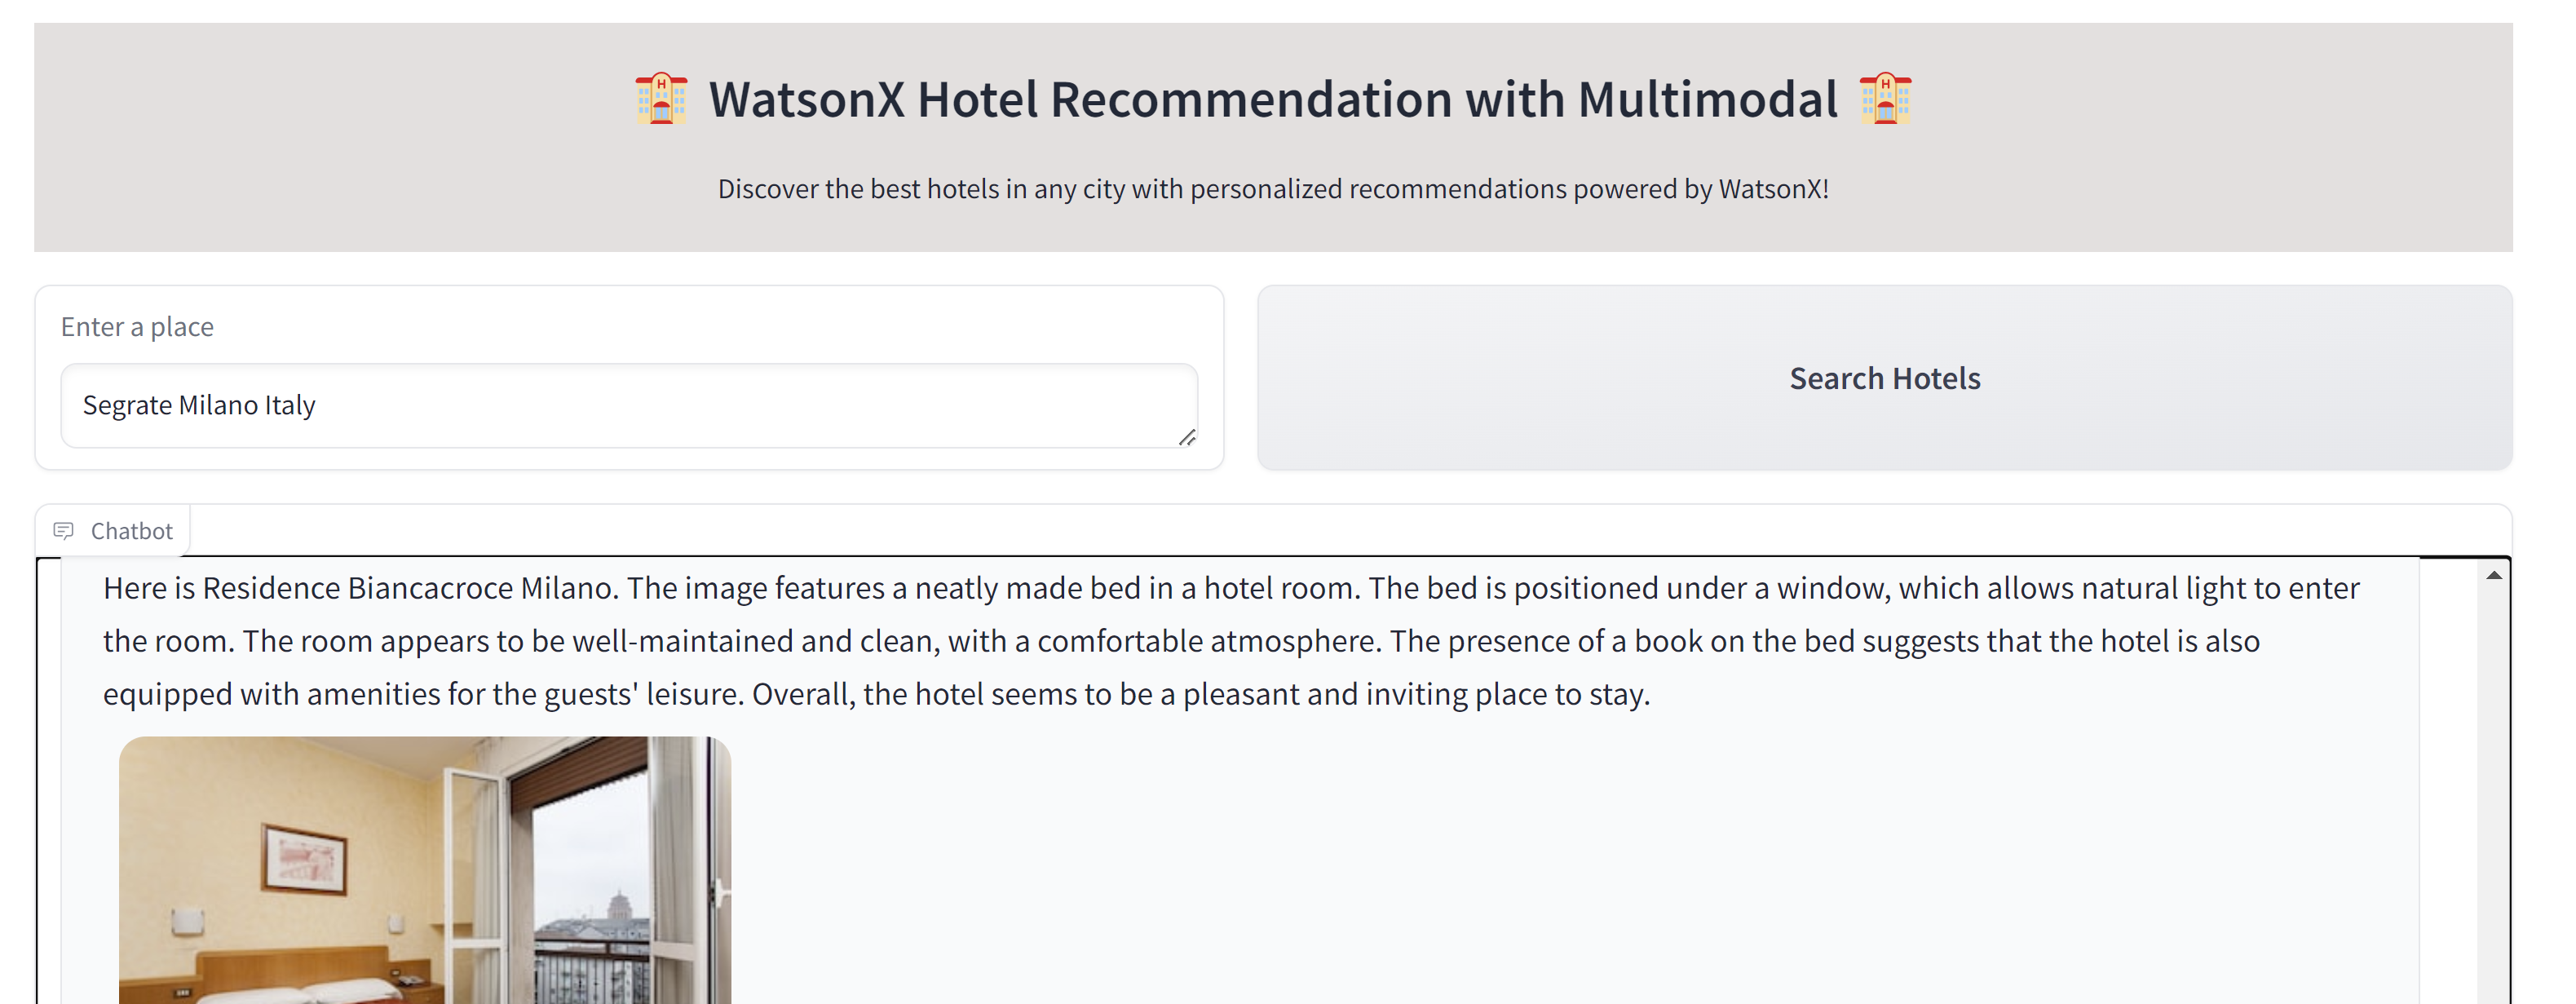 WatsonX Hotel Recommendation with Multimodal
Discover the best hotels in any city with personalized recommendations powered by WatsonX!
Enter a place
Segrate Milano Italy
Search Hotels
Chatbot
Here is Residence Biancacroce Milano. The image features a neatly made bed in a hotel room. The bed is positioned under a window, which allows natural light to enter
the room. The room appears to be well-maintained and clean, with a comfortable atmosphere. The presence of a book on the bed suggests that the hotel is also
equipped with amenities for the guests' leisure. Overall, the hotel seems to be a pleasant and inviting place to stay.